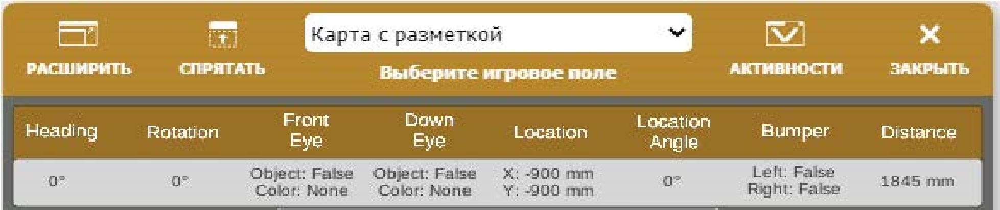 Карта с разметкой
РАСШИРИТЬ
СПРЯТАТЬ
Выберите игровое поле
АКТИВНОСТИ
ЗАКРЫТЬ
Heading
Rotation
Front
Eye
Down
Eye
Location
Location
Angle
Bumper
Distance
0°
0°
Object: False
Color: None
Object: False
Color: None
X: -900 mm
Y: -900 mm
0°
Left: False
Right: False
1845 mm